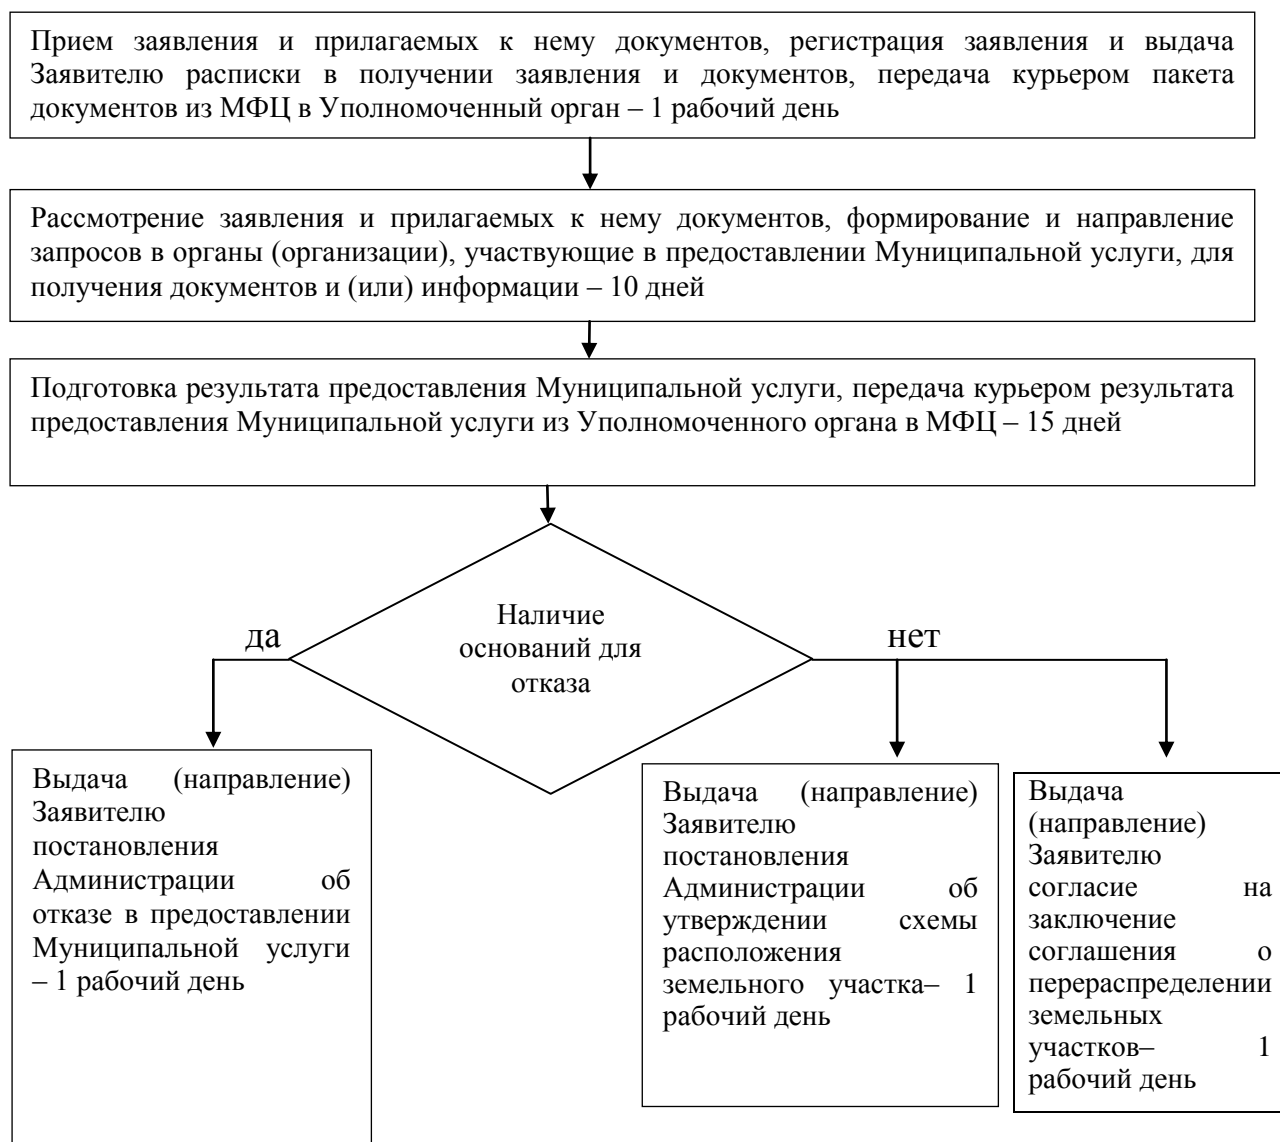 Прием заявления и прилагаемых к нему документов, регистрация заявления и выдача
Заявителю расписки в получении заявления и документов, передача курьером пакета
документов из МФЦ в Уполномоченный орган – 1 рабочий день
Рассмотрение заявления и прилагаемых к нему документов, формирование и направление
запросов в органы (организации), участвующие в предоставлении Муниципальной услуги, для
получения документов и (или) информации – 10 дней
Подготовка результата предоставления Муниципальной услуги, передача курьером результата
предоставления Муниципальной услуги из Уполномоченного органа в МФЦ – 15 дней
Наличие
оснований для
отказа
да
нет
Выдача (направление)
Заявителю
постановления
Администрации об
отказе в предоставлении
Муниципальной услуги
– 1 рабочий день
Выдача (направление)
Заявителю
постановления
Администрации об
утверждении схемы
расположения
земельного участка– 1
рабочий день
Выдача
(направление)
Заявителю
согласие на
заключение
соглашения о
перераспределении
земельных
участков– 1
рабочий день